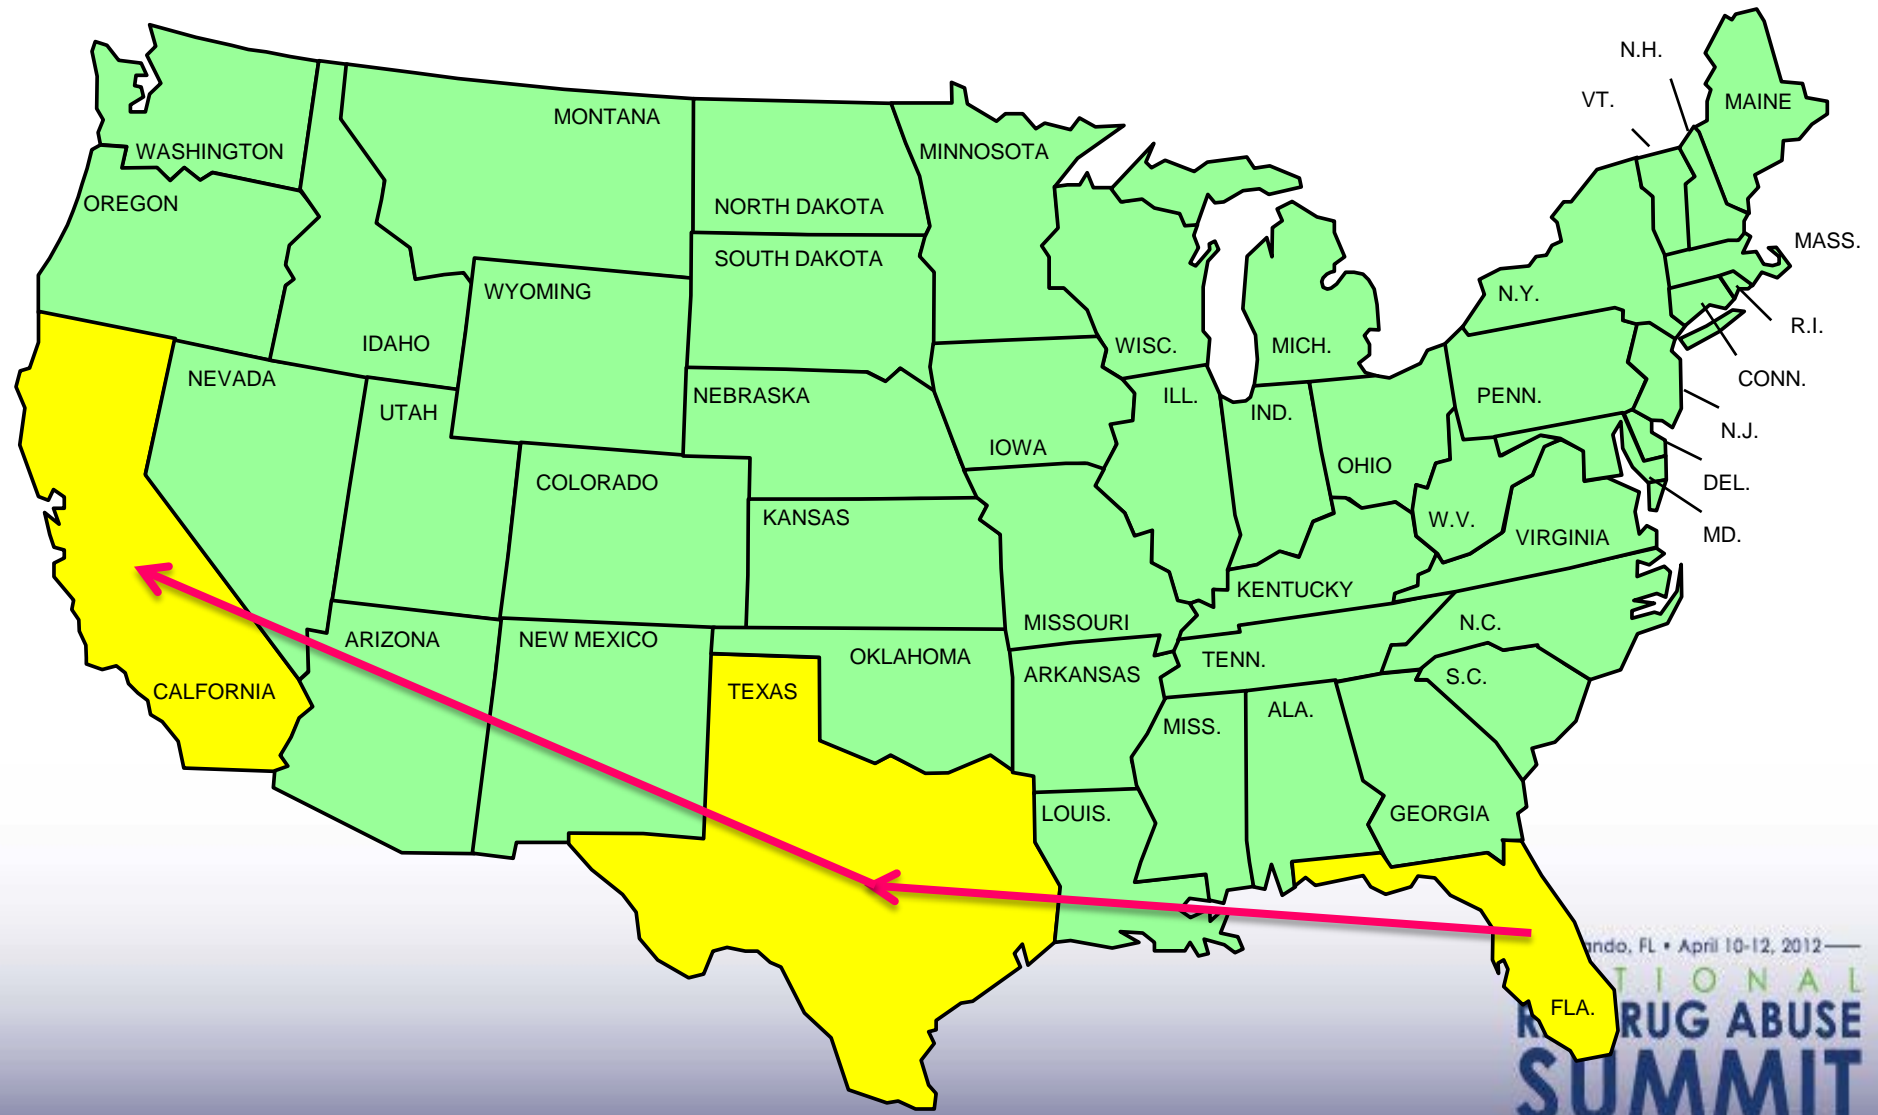 N.H.
VT.
MAINE
MONTANA
WASHINGTON
MINNOSOTA
OREGON
NORTH DAKOTA
MASS.
SOUTH DAKOTA
WYOMING
N.Y.
R.I.
IDAHO
WISC.
MICH.
NEVADA
CONN.
UTAH
NEBRASKA
ILL.
IND.
PENN.
N.J.
IOWA
OHIO
COLORADO
DEL.
KANSAS
W.V.
VIRGINIA
MD.
KENTUCKY
MISSOURI
N.C.
ARIZONA
NEW MEXICO
OKLAHOMA
TENN.
ARKANSAS
S.C.
CALFORNIA
TEXAS
MISS.
ALA.
LOUIS.
GEORGIA
FL • April 10-12, 2012
FLA.
ABUSE
SUMMIT